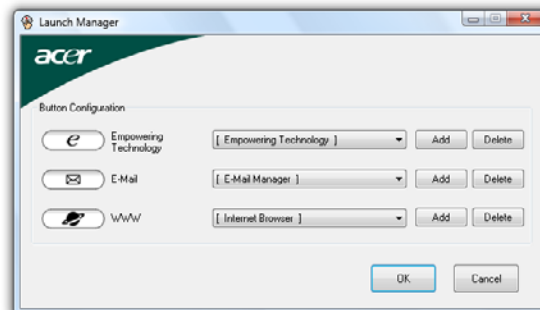 Launch Manager
acer
Button Configuration
Empowering
Technology
[ Empowering Technology ]
Add
Delete
E-Mail
[ E-Mail Manager ]
Add
Delete
WWW
[ Internet Browser ]
Add
Delete
OK
Cancel